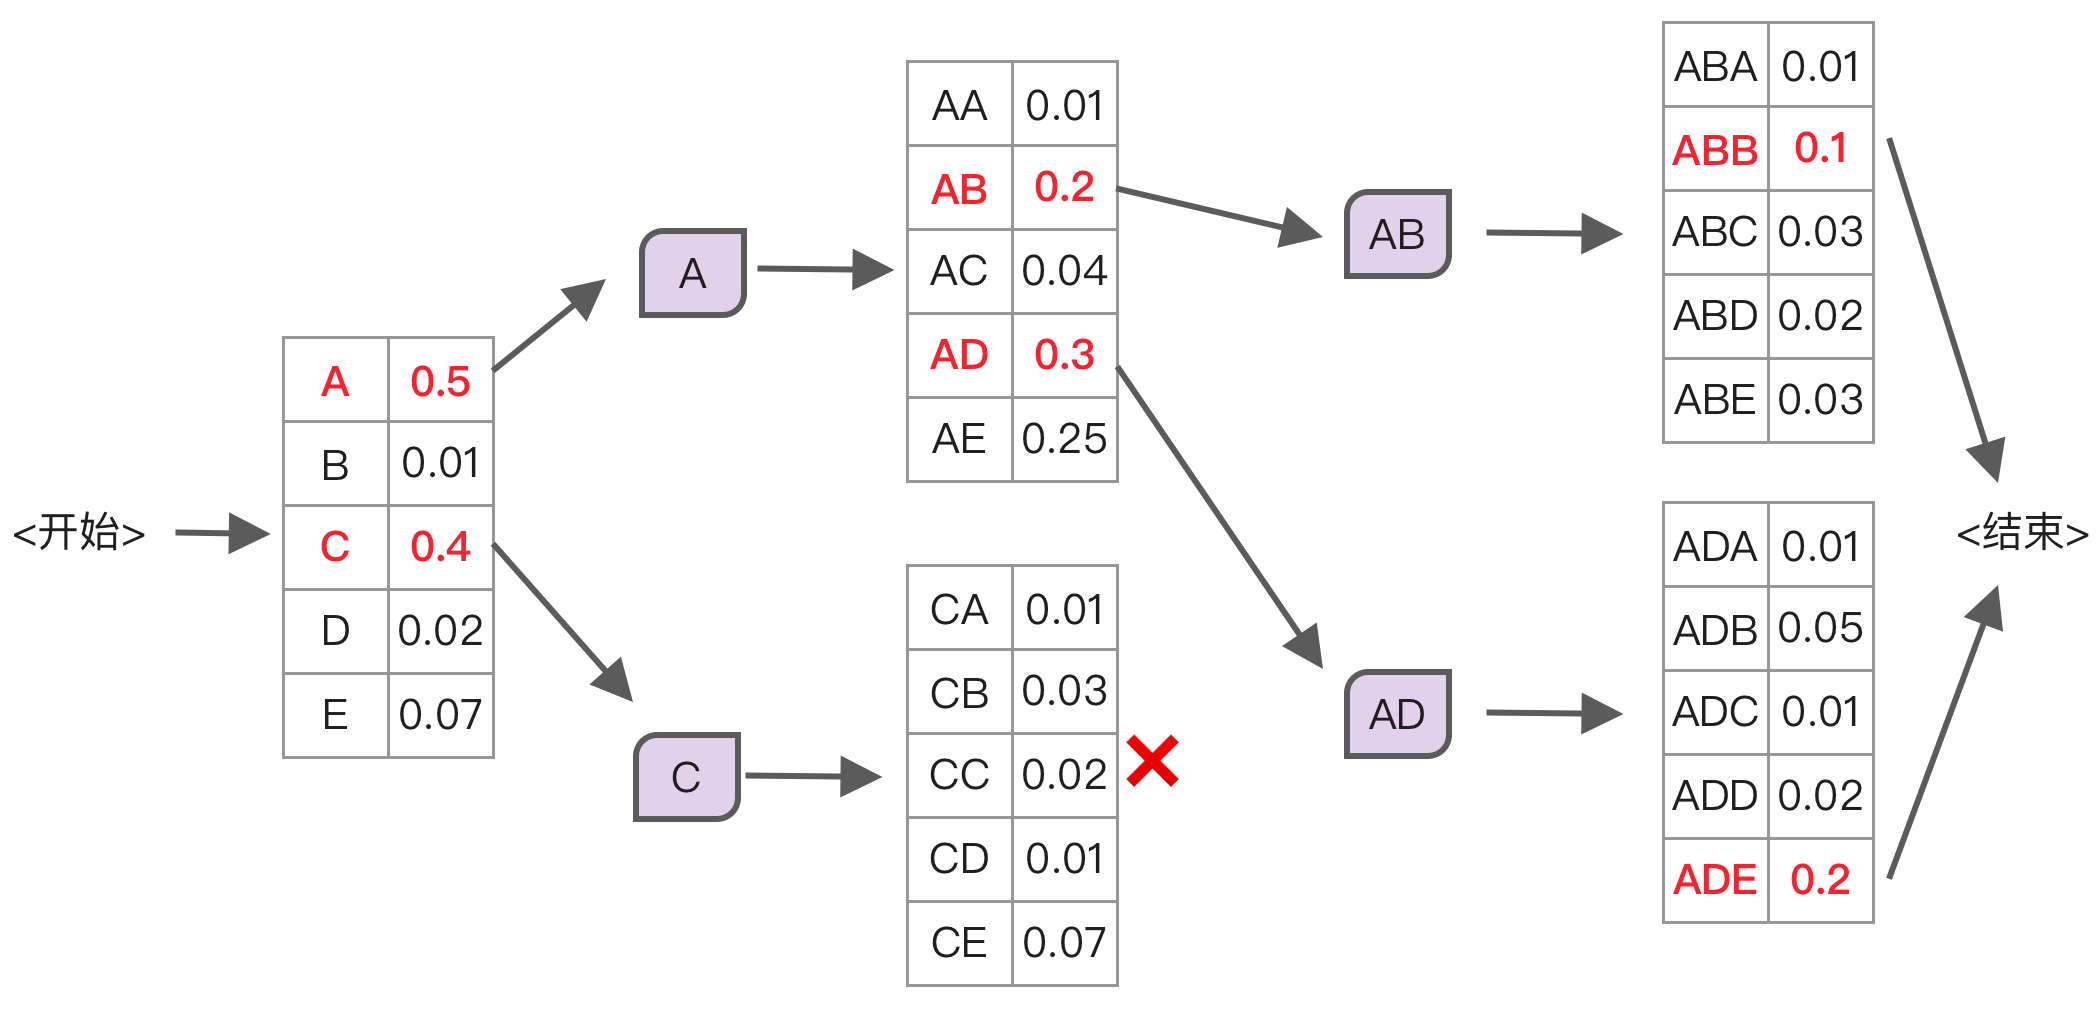 <开始>
A 0.5
B 0.01
C 0.4
D 0.02
E 0.07
A
C
AA 0.01
AB 0.2
AC 0.04
AD 0.3
AE 0.25
CA 0.01
CB 0.03
CC 0.02
CD 0.01
CE 0.07
AB
AD
ABA 0.01
ABB 0.1
ABC 0.03
ABD 0.02
ABE 0.03
ADA 0.01
ADB 0.05
ADC 0.01
ADD 0.02
ADE 0.2
<结束>